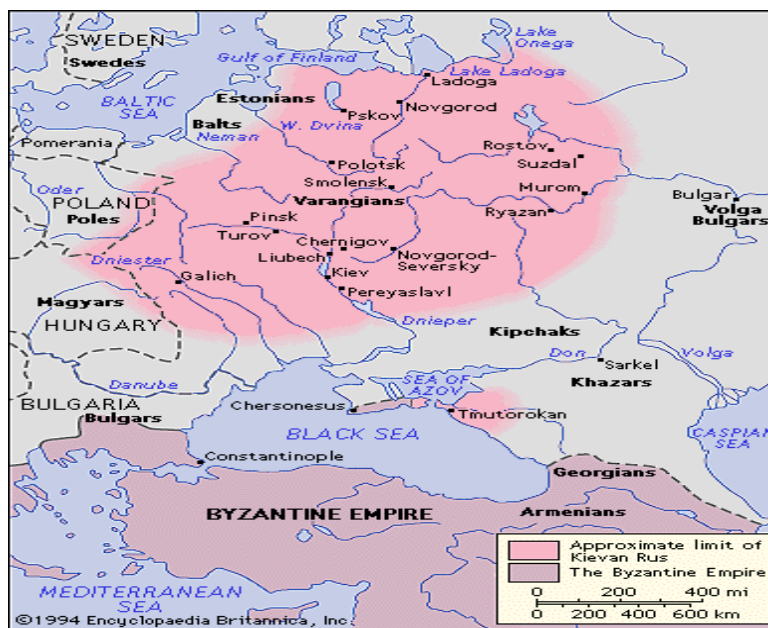 SWEDEN
Swedes
Gulf of Finland
Lake
Onega
Lake Ladoga
Ladoga
BALTIC
SEA
Estonians
Pskov
Novgorod
Balts
Neman
W. Dvina
Pomerania
Polotsk
Rostov
Suzdal
Smolensk
Murom
Oder
POLAND
Poles
Varangians
Ryazan
Bulgar
Volga
Bulgars
Pinsk
Turov
Chernigov
Liubech
Novgorod-
Seversky
Dniester
Galich
Kiev
Pereyaslavl
Magyars
HUNGARY
Dnieper
Kipchaks
Don
Sarkel
Volga
Danube
SEA OF
AZOV
Khazars
BULGARIA
Bulgars
Chersonesus
Tmutorokan
BLACK SEA
CASPIAN
SEA
Constantinople
Georgians
BYZANTINE EMPIRE
Armenians
Approximate limit of
Kievan Rus
The Byzantine Empire
0 200 400 mi
0 200 400 600 km
MEDITERRANEAN
SEA
©1994 Encyclopaedia Britannica, Inc.